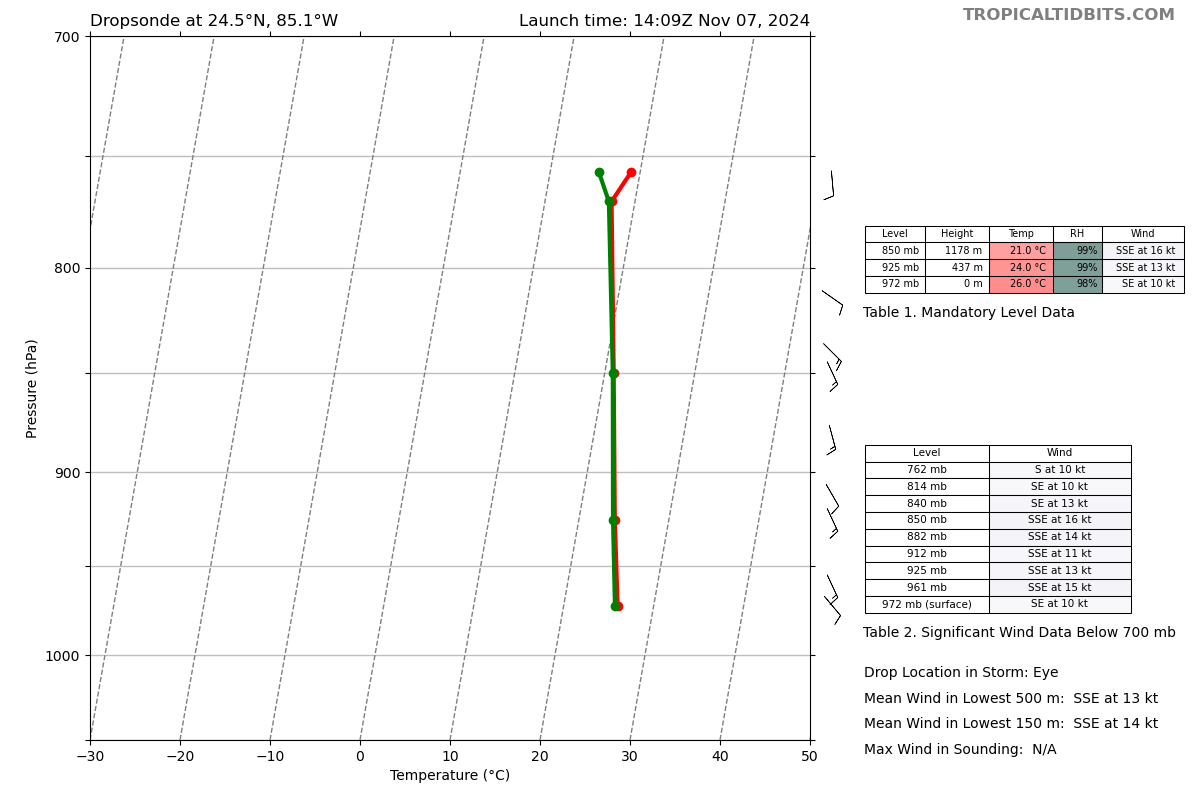 Dropsonde at 24.5°N, 85.1°W
Launch time: 14:09Z Nov 07, 2024
TROPICALTIDBITS.COM
700
800
900
1000
Pressure (hPa)
−30 −20 −10 0 10 20 30 40 50
Temperature (°C)
Level Height Temp RH Wind
850 mb 1178 m 21.0 °C 99% SSE at 16 kt
925 mb 437 m 24.0 °C 99% SSE at 13 kt
972 mb 0 m 26.0 °C 98% SE at 10 kt
Table 1. Mandatory Level Data
Level Wind
762 mb S at 10 kt
814 mb SE at 10 kt
840 mb SE at 13 kt
850 mb SSE at 16 kt
882 mb SSE at 14 kt
912 mb SSE at 11 kt
925 mb SSE at 13 kt
961 mb SSE at 15 kt
972 mb (surface) SE at 10 kt
Table 2. Significant Wind Data Below 700 mb
Drop Location in Storm: Eye
Mean Wind in Lowest 500 m: SSE at 13 kt
Mean Wind in Lowest 150 m: SSE at 14 kt
Max Wind in Sounding: N/A